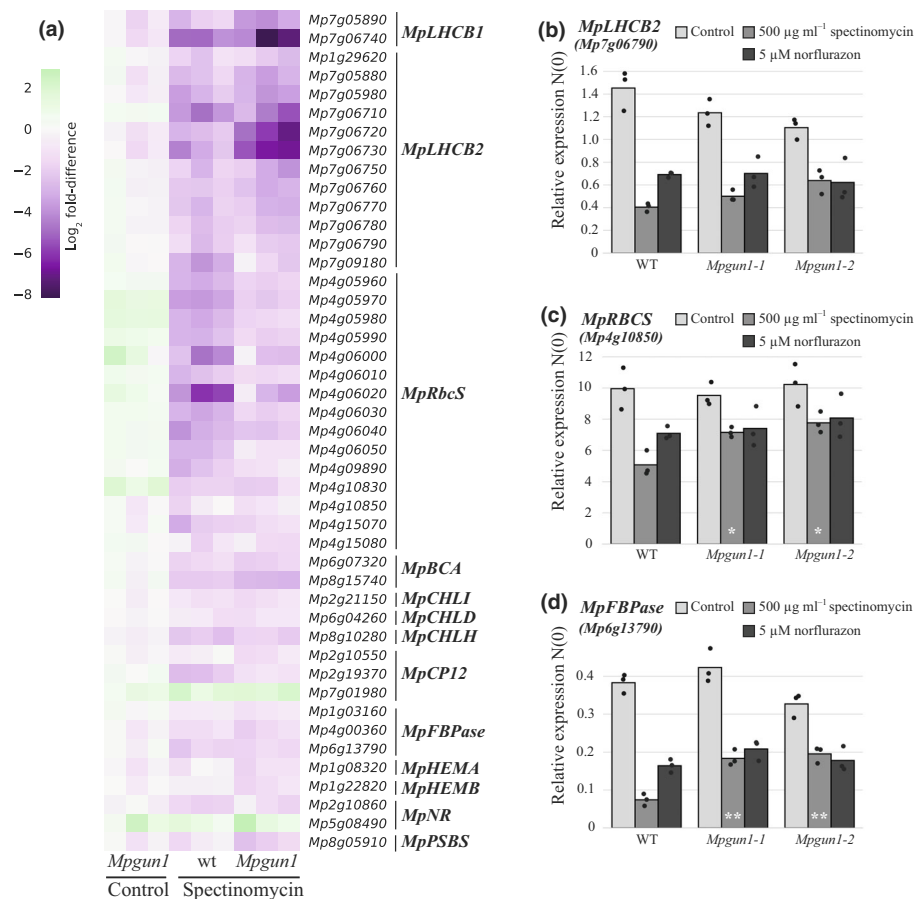 (a)
Mp7g05890
Mp7g06740
MpLHCB1
Mp1g29620
Mp7g05880
Mp7g05980
Mp7g06710
Mp7g06720
Mp7g06730
Mp7g06750
Mp7g06760
Mp7g06770
Mp7g06780
Mp7g06790
Mp7g09180
MpLHCB2
Mp4g05960
Mp4g05970
Mp4g05980
Mp4g05990
Mp4g06000
Mp4g06010
Mp4g06020
Mp4g06030
Mp4g06040
Mp4g06050
Mp4g09890
Mp4g10830
Mp4g10850
Mp4g15070
Mp4g15080
MpRbcS
Mp6g07320
Mp8g15740
MpBCA
Mp2g21150
MpCHLI
Mp6g04260
MpCHLD
Mp8g10280
MpCHLH
Mp2g10550
Mp2g19370
Mp7g01980
MpCP12
Mp1g03160
Mp4g00360
Mp6g13790
MpFBPase
Mp1g08320
MpHEMA
Mp1g22820
MpHEMB
Mp2g10860
Mp5g08490
MpNR
Mp8g05910
MpPSBS
2
0
−2
−4
−6
−8
Log2 fold-difference
Mpgun1 wt Mpgun1
Control Spectinomycin
(b) MpLHCB2
(Mp7g06790)
Control 500 µg ml⁻¹ spectinomycin
5 µM norflurazon
Relative expression N(0)
1.6
1.4
1.2
1.0
0.8
0.6
0.4
0.2
0
WT Mpgun1-1 Mpgun1-2
(c) MpRBCS
(Mp4g10850)
Control 500 µg ml⁻¹ spectinomycin
5 µM norflurazon
Relative expression N(0)
12
10
8
6
4
2
0
* *
WT Mpgun1-1 Mpgun1-2
(d) MpFBPase
(Mp6g13790)
Control 500 µg ml⁻¹ spectinomycin
5 µM norflurazon
Relative expression N(0)
0.4
0.3
0.2
0.1
0
** **
WT Mpgun1-1 Mpgun1-2